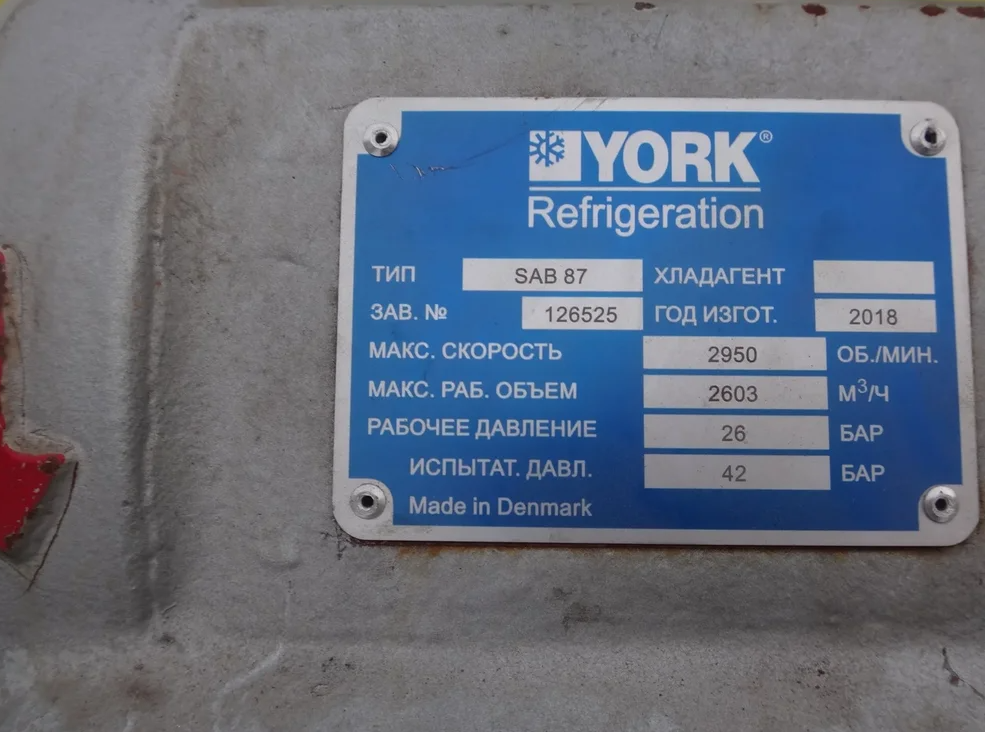 YORK®
Refrigeration
ТИП SAB 87 ХЛАДАГЕНТ
ЗАВ. № 126525 ГОД ИЗГОТ. 2018
МАКС. СКОРОСТЬ 2950 ОБ./МИН.
МАКС. РАБ. ОБЪЕМ 2603 М³/Ч
РАБОЧЕЕ ДАВЛЕНИЕ 26 БАР
ИСПЫТАТ. ДАВЛ. 42 БАР
Made in Denmark